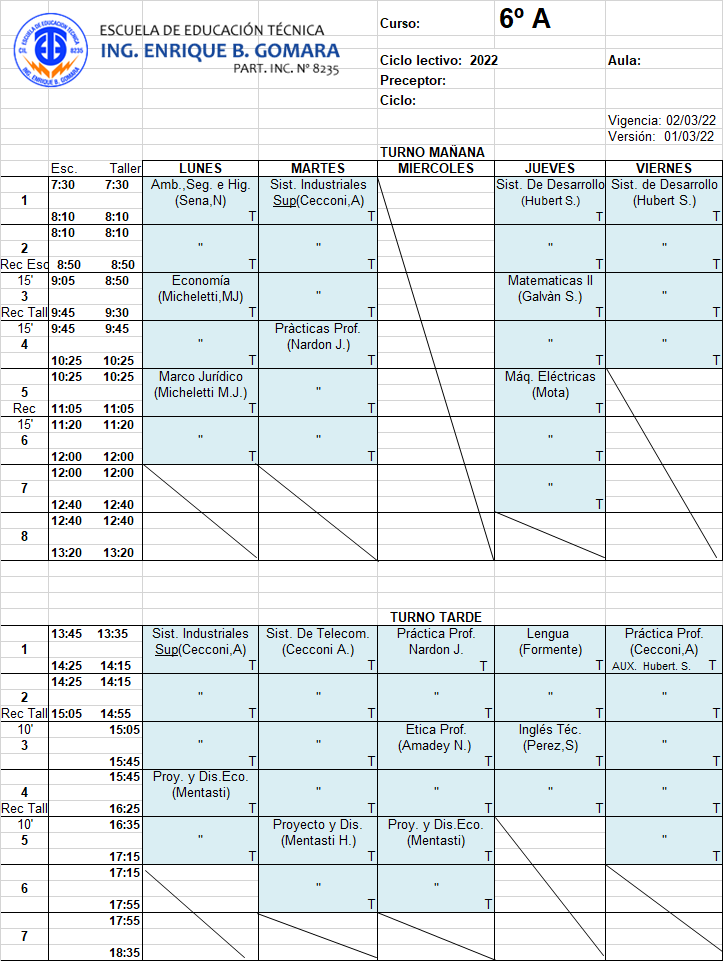 ESCUELA DE EDUCACIÓN TÉCNICA
ING. ENRIQUE B. GOMARA
PART. INC. Nº 8235
ESCUELA DE EDUCACION TECNICA
8235
ING. ENRIQUE B. GOMARA
Curso: 6º A
Ciclo lectivo: 2022 Aula:
Preceptor:
Ciclo:
Vigencia: 02/03/22
Versión: 01/03/22
TURNO MAÑANA
Esc. Taller LUNES MARTES MIERCOLES JUEVES VIERNES
7:30 7:30 Amb.,Seg. e Hig. Sist. Industriales Sist. De Desarrollo Sist. de Desarrollo
1 (Sena,N) Sup(Cecconi,A) (Hubert S.) (Hubert S.)
8:10 8:10 T T T T
8:10 8:10
2 " " " "
Rec Esc 8:50 8:50 T T T T
15' 9:05 8:50 Economía Matematicas II
3 (Micheletti,MJ) " (Galvàn S.) "
Rec Tall 9:45 9:30 T T T T
15' 9:45 9:45 Pràcticas Prof.
4 " (Nardon J.) " "
10:25 10:25 T T T T
10:25 10:25 Marco Jurídico Máq. Eléctricas
5 (Micheletti M.J.) " (Mota)
Rec 11:05 11:05 T T T
15' 11:20 11:20
6 " " "
12:00 12:00 T T T
12:00 12:00
7 "
12:40 12:40 T
12:40 12:40
8
13:20 13:20
TURNO TARDE
13:45 13:35 Sist. Industriales Sist. De Telecom. Práctica Prof. Lengua Práctica Prof.
1 Sup(Cecconi,A) (Cecconi A.) Nardon J. (Formente) (Cecconi,A)
14:25 14:15 T T T T AUX. Hubert. S. T
14:25 14:15
2 " " " " "
Rec Tall 15:05 14:55 T T T T T
10' 15:05 Etica Prof. Inglés Téc.
3 " " (Amadey N.) (Perez,S) "
15:45 T T T T T
15:45 Proy. y Dis.Eco.
4 (Mentasti) " " " "
Rec Tall 16:25 T T T T T
10' 16:35 Proyecto y Dis. Proy. y Dis.Eco.
5 " (Mentasti H.) (Mentasti) "
17:15 T T T T
17:15
6 " "
17:55 T T
17:55
7
18:35